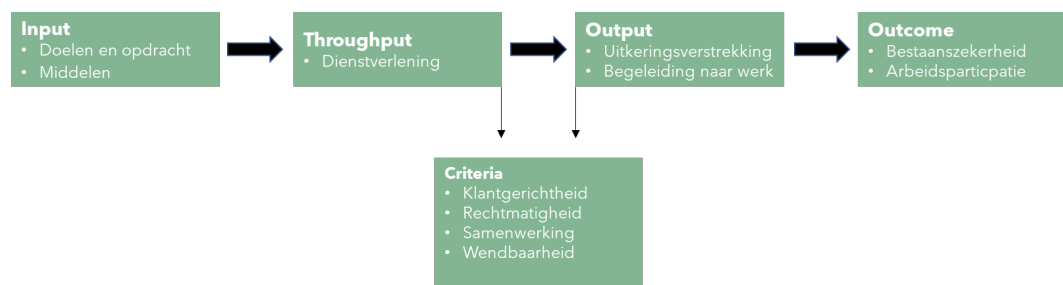 Input
• Doelen en opdracht
• Middelen
Throughput
• Dienstverlening
Output
• Uitkeringsverstrekking
• Begeleiding naar werk
Outcome
• Bestaanszekerheid
• Arbeidsparticpatie
Criteria
• Klantgerichtheid
• Rechtmatigheid
• Samenwerking
• Wendbaarheid